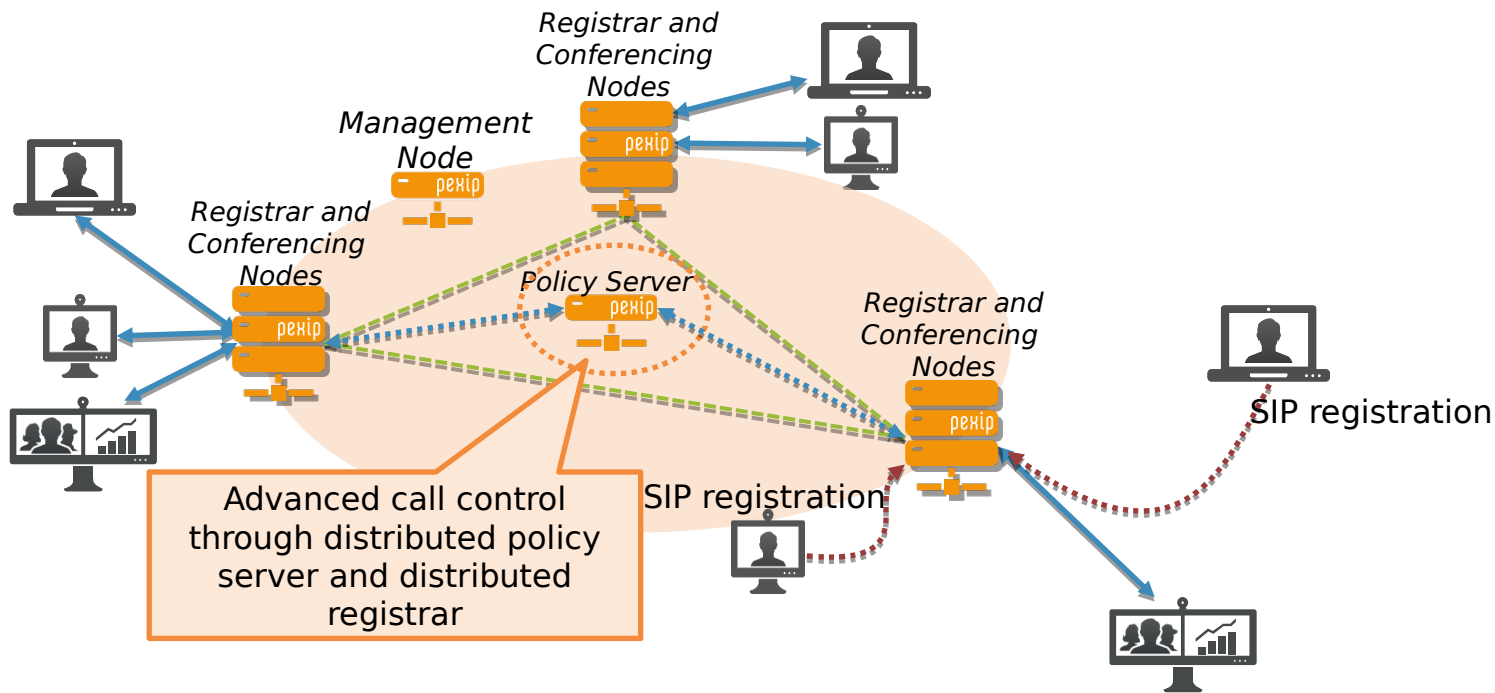 Registrar and
Conferencing
Nodes
pexip
Management
Node
pexip
Registrar and
Conferencing
Nodes
pexip
Policy Server
pexip
Registrar and
Conferencing
Nodes
pexip
SIP registration
SIP registration
Advanced call control
through distributed policy
server and distributed
registrar